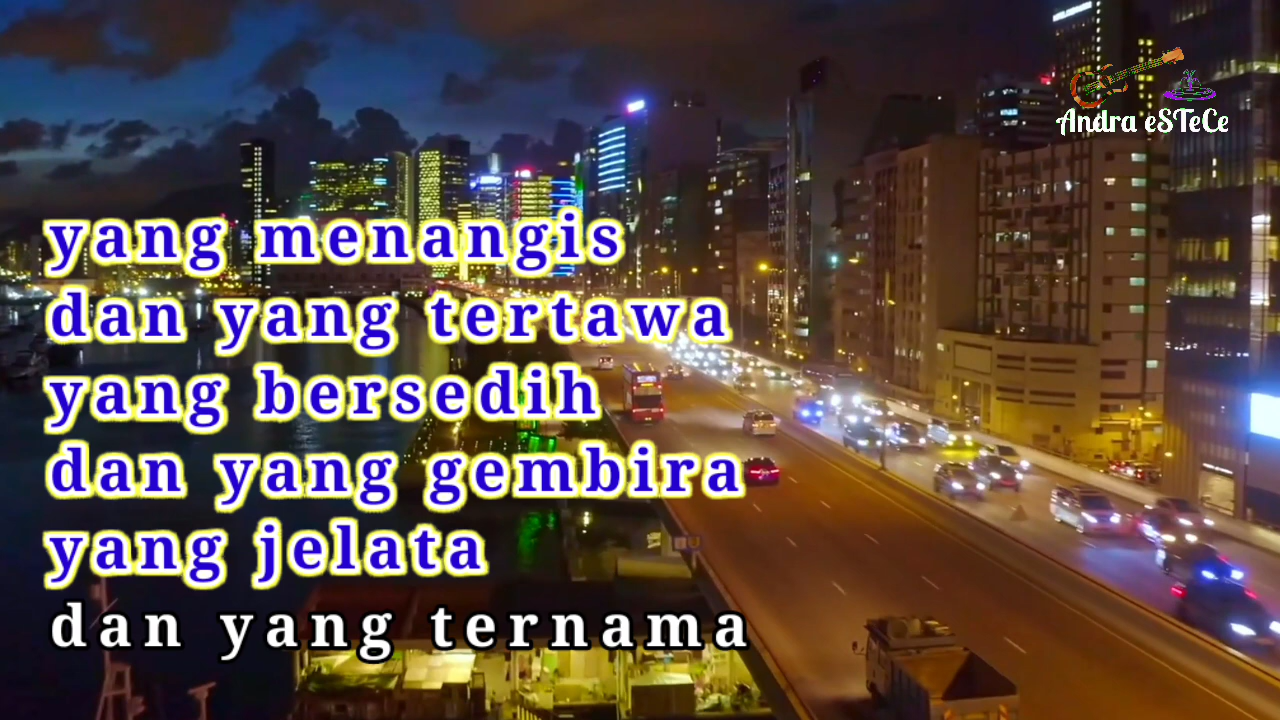 Andra eSTeCe
yang menangis
dan yang tertawa
yang bersedih
dan yang gembira
yang jelata
dan yang ternama